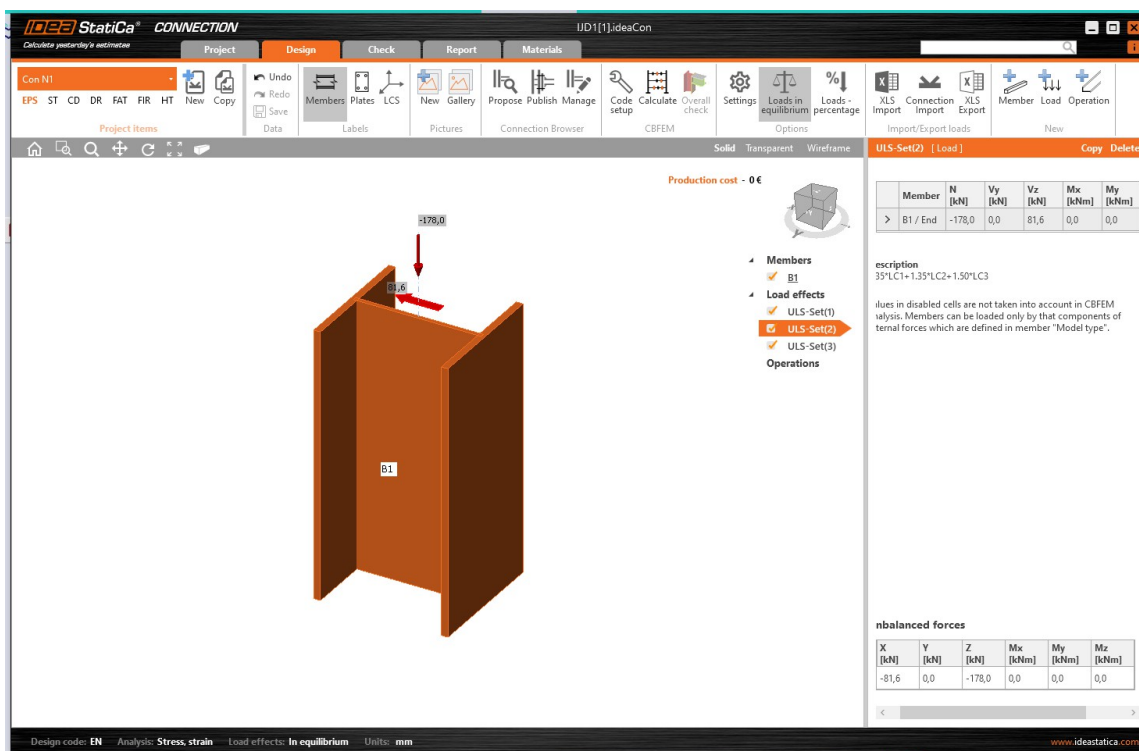 IDEA StatiCa® CONNECTION
IJD1[1].ideaCon
Calculate yesterday's estimates
Project Design Check Report Materials
Con N1
EPS ST CD DR FAT FIR HT
New Copy
Project items
Undo
Redo
Save
Data
Members Plates LCS
Labels
New Gallery
Pictures
Propose Publish Manage
Connection Browser
Code setup
Calculate
Overall check
CBFEM
Settings
Loads in equilibrium
Loads - percentage
Options
XLS Import
Connection Import
XLS Export
Import/Export loads
Member Load Operation
New
Solid Transparent Wireframe
ULS-Set(2) [ Load ] Copy Delete
Production cost - 0 €
-178,0
81,6
B1
Members
B1
Load effects
ULS-Set(1)
ULS-Set(2)
ULS-Set(3)
Operations
Member N [kN] Vy [kN] Vz [kN] Mx [kNm] My [kNm]
> B1 / End -178,0 0,0 81,6 0,0 0,0
escription
35*LC1+1.35*LC2+1.50*LC3
alues in disabled cells are not taken into account in CBFEM
nalysis. Members can be loaded only by that components of
ternal forces which are defined in member "Model type".
nbalanced forces
X [kN] Y [kN] Z [kN] Mx [kNm] My [kNm] Mz [kNm]
-81,6 0,0 -178,0 0,0 0,0 0,0
Design code: EN Analysis: Stress, strain Load effects: In equilibrium Units: mm
www.ideastatica.com